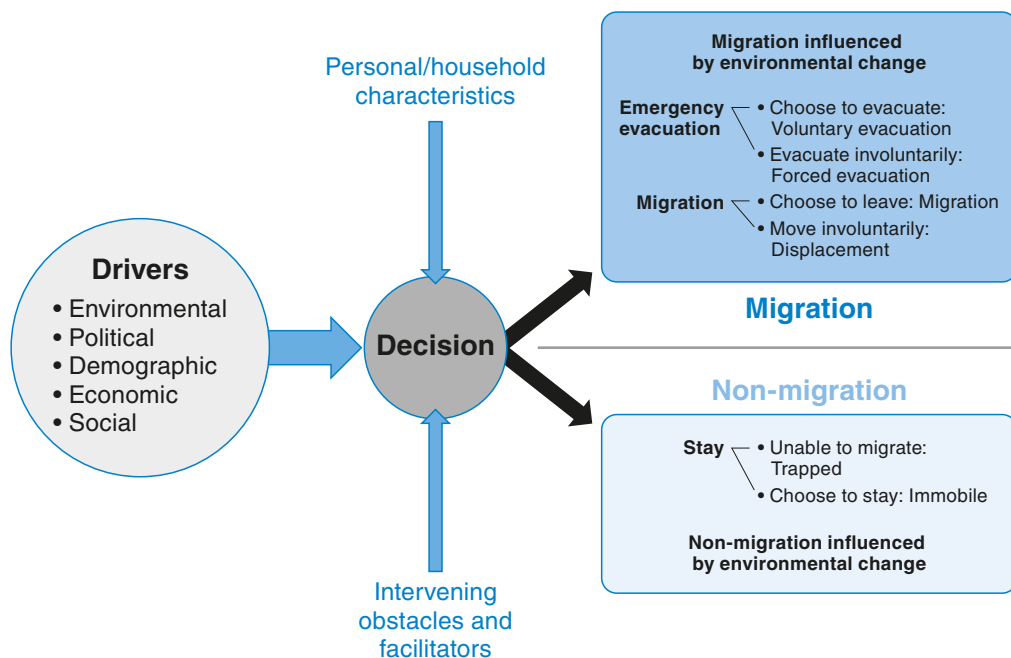 Personal/household
characteristics
Drivers
• Environmental
• Political
• Demographic
• Economic
• Social
Decision
Intervening
obstacles and
facilitators
Migration influenced
by environmental change
Emergency
evacuation
• Choose to evacuate:
Voluntary evacuation
• Evacuate involuntarily:
Forced evacuation
Migration
• Choose to leave: Migration
• Move involuntarily:
Displacement
Migration
Non-migration
Stay
• Unable to migrate:
Trapped
• Choose to stay: Immobile
Non-migration influenced
by environmental change